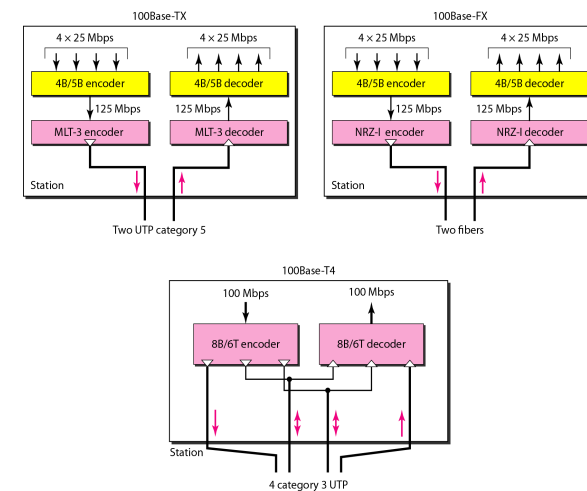 100Base-TX
4 × 25 Mbps
4 × 25 Mbps
4B/5B encoder
4B/5B decoder
125 Mbps
125 Mbps
MLT-3 encoder
MLT-3 decoder
Station
Two UTP category 5
100Base-FX
4 × 25 Mbps
4 × 25 Mbps
4B/5B encoder
4B/5B decoder
125 Mbps
125 Mbps
NRZ-I encoder
NRZ-I decoder
Station
Two fibers
100Base-T4
100 Mbps
100 Mbps
8B/6T encoder
8B/6T decoder
Station
4 category 3 UTP